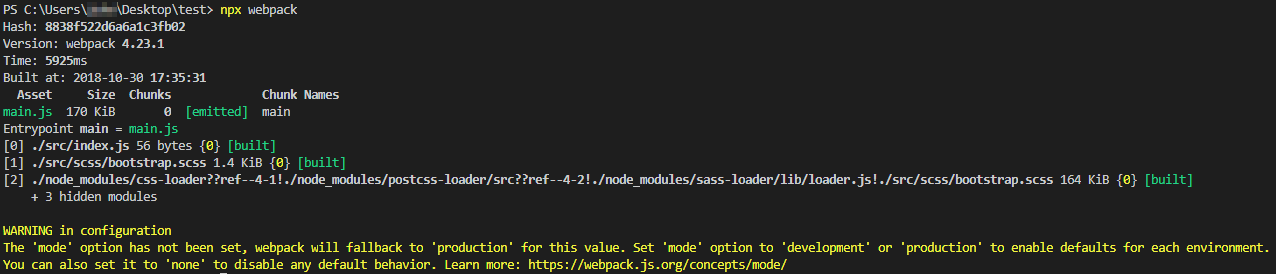 PS C:\Users\ \Desktop\test> npx webpack
Hash: 8838f522d6a6a1c3fb02
Version: webpack 4.23.1
Time: 5925ms
Built at: 2018-10-30 17:35:31
Asset Size Chunks Chunk Names
main.js 170 KiB 0 [emitted] main
Entrypoint main = main.js
[0] ./src/index.js 56 bytes {0} [built]
[1] ./src/scss/bootstrap.scss 1.4 KiB {0} [built]
[2] ./node_modules/css-loader??ref--4-1!./node_modules/postcss-loader/src??ref--4-2!./node_modules/sass-loader/lib/loader.js!./src/scss/bootstrap.scss 164 KiB {0} [built]
+ 3 hidden modules
WARNING in configuration
The 'mode' option has not been set, webpack will fallback to 'production' for this value. Set 'mode' option to 'development' or 'production' to enable defaults for each environment.
You can also set it to 'none' to disable any default behavior. Learn more: https://webpack.js.org/concepts/mode/